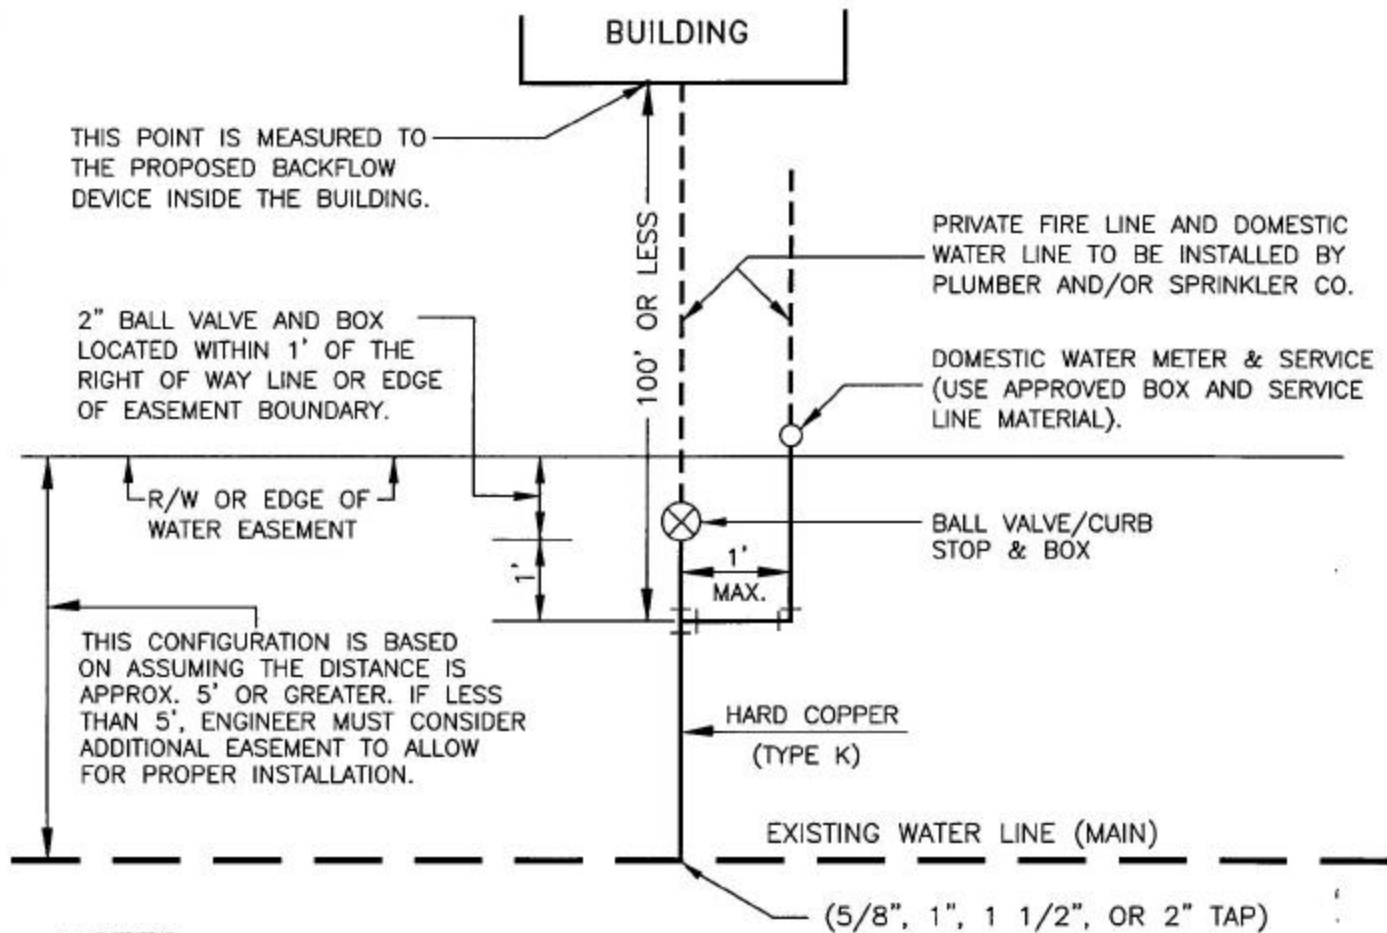 BUILDING
THIS POINT IS MEASURED TO
THE PROPOSED BACKFLOW
DEVICE INSIDE THE BUILDING.
100' OR LESS
PRIVATE FIRE LINE AND DOMESTIC
WATER LINE TO BE INSTALLED BY
PLUMBER AND/OR SPRINKLER CO.
2" BALL VALVE AND BOX
LOCATED WITHIN 1' OF THE
RIGHT OF WAY LINE OR EDGE
OF EASEMENT BOUNDARY.
DOMESTIC WATER METER & SERVICE
(USE APPROVED BOX AND SERVICE
LINE MATERIAL).
R/W OR EDGE OF
WATER EASEMENT
BALL VALVE/CURB
STOP & BOX
1'
1'
MAX.
THIS CONFIGURATION IS BASED
ON ASSUMING THE DISTANCE IS
APPROX. 5' OR GREATER. IF LESS
THAN 5', ENGINEER MUST CONSIDER
ADDITIONAL EASEMENT TO ALLOW
FOR PROPER INSTALLATION.
HARD COPPER
(TYPE K)
EXISTING WATER LINE (MAIN)
(5/8", 1", 1 1/2", OR 2" TAP)